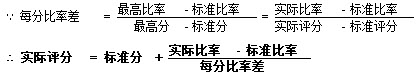 ∵ 每分比率差 = 最高比率 - 标准比率 / 最高分 - 标准分 = 实际比率 - 标准比率 / 实际评分 - 标准评分
∴ 实际评分 = 标准分 + 实际比率 - 标准比率 / 每分比率差